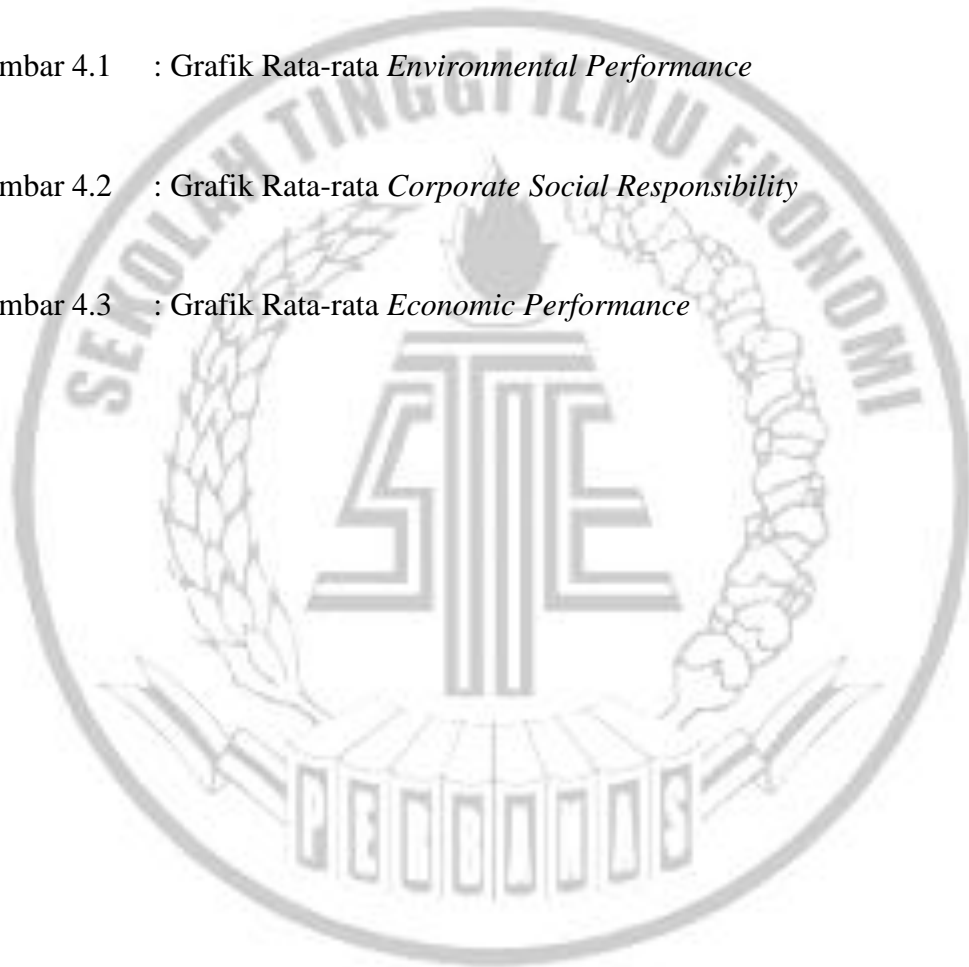 mbar 4.1 : Grafik Rata-rata Environmental Performance
mbar 4.2 : Grafik Rata-rata Corporate Social Responsibility
mbar 4.3 : Grafik Rata-rata Economic Performance
SEKOLAH TINGGI ILMU EKONOMI
STIE
PERBANAS